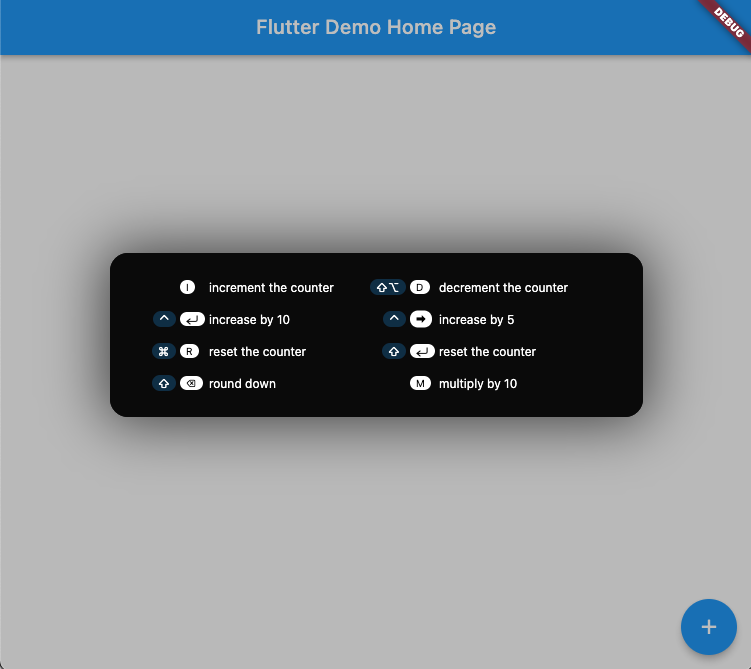 Flutter Demo Home Page
DEBUG
I increment the counter
⇧⌥ D decrement the counter
^ ↵ increase by 10
^ ➡ increase by 5
⌘ R reset the counter
⇧ ↵ reset the counter
⇧ ⌫ round down
M multiply by 10
+